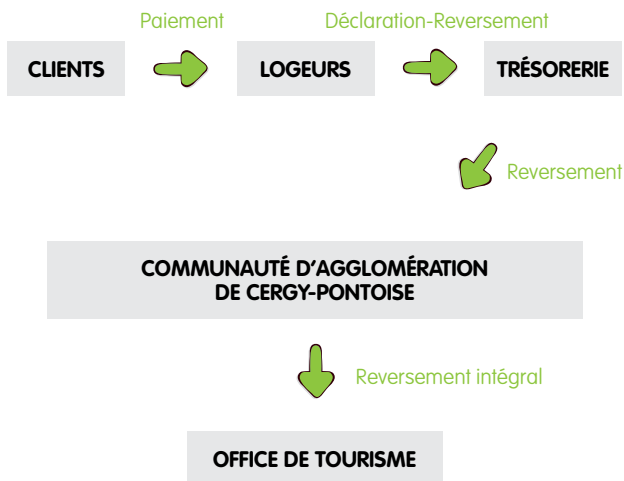 Paiement
Déclaration-Reversement
CLIENTS
LOGEURS
TRÉSORERIE
Reversement
COMMUNAUTÉ D'AGGLOMÉRATION
DE CERGY-PONTOISE
Reversement intégral
OFFICE DE TOURISME